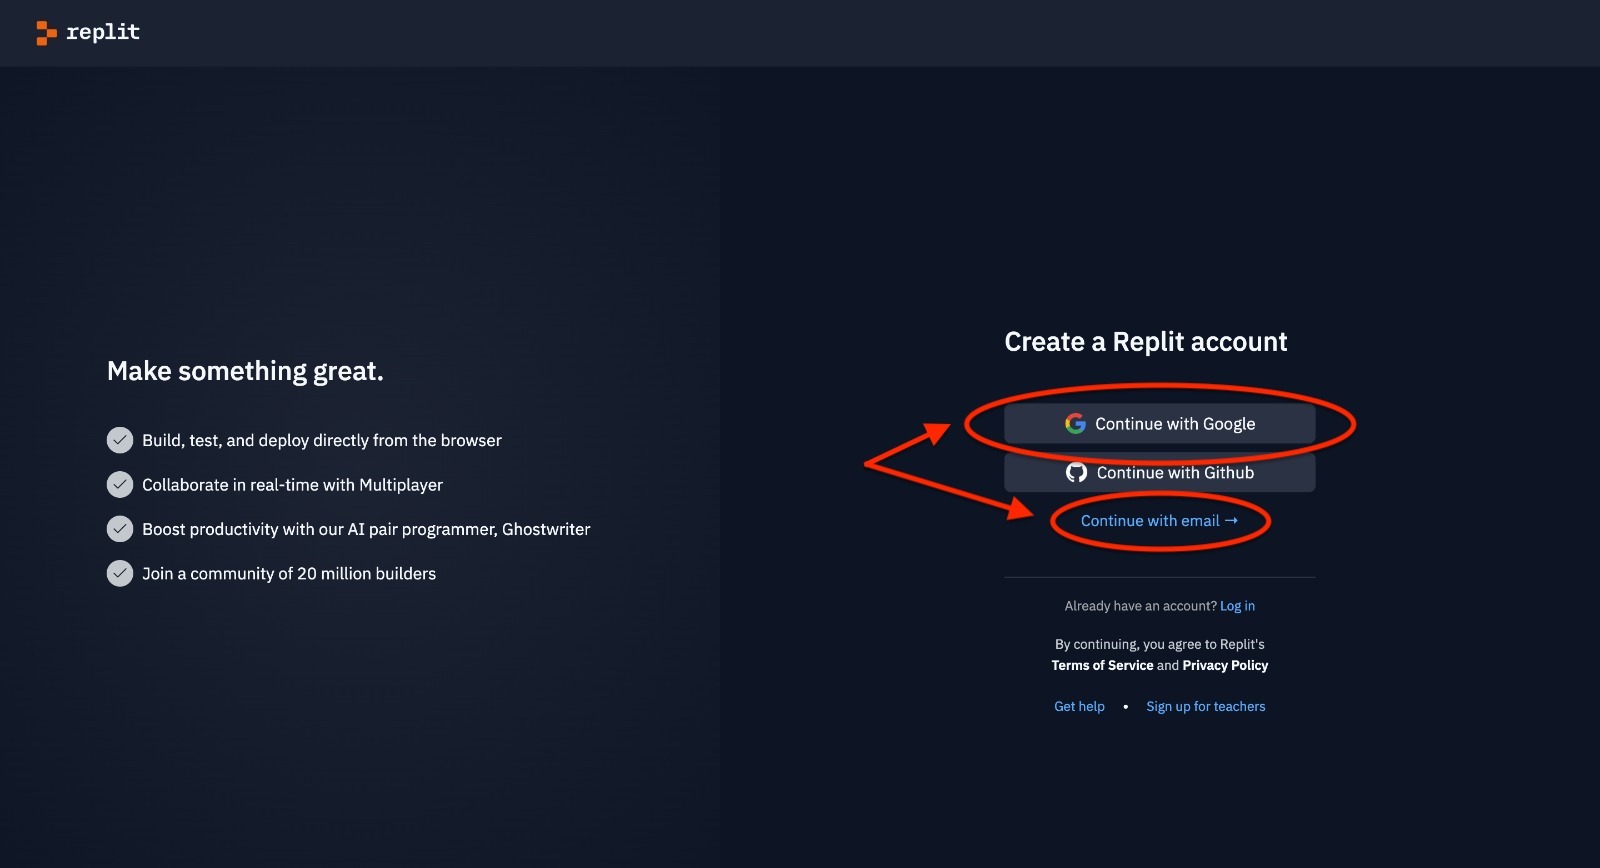 replit
Make something great.
Build, test, and deploy directly from the browser
Collaborate in real-time with Multiplayer
Boost productivity with our AI pair programmer, Ghostwriter
Join a community of 20 million builders
Create a Replit account
Continue with Google
Continue with Github
Continue with email →
Already have an account? Log in
By continuing, you agree to Replit's
Terms of Service and Privacy Policy
Get help • Sign up for teachers